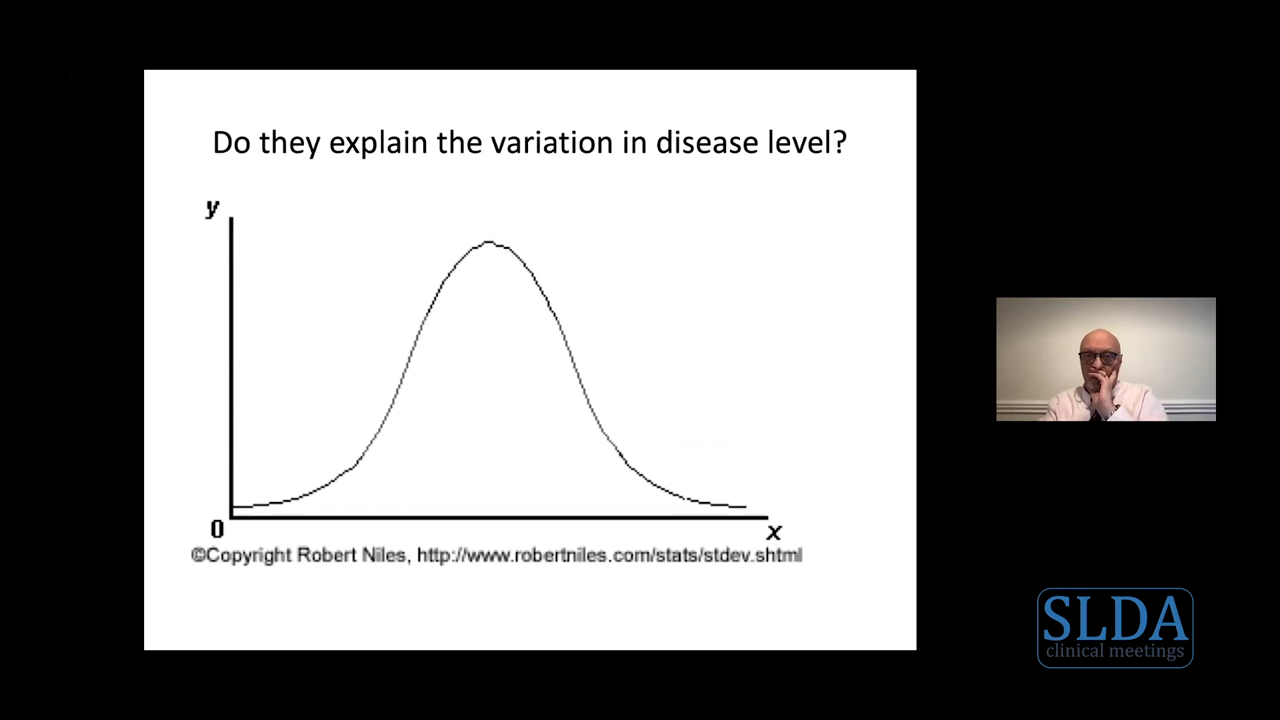 Do they explain the variation in disease level?
y
0
x
©Copyright Robert Niles, http://www.robertniles.com/stats/stdev.shtml
SLDA
clinical meetings